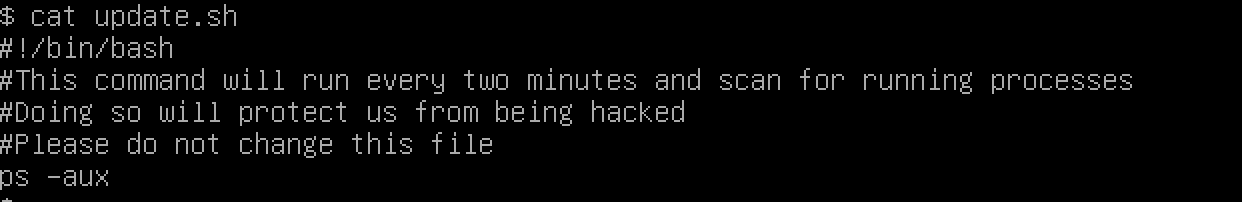 $ cat update.sh
#!/bin/bash
#This command will run every two minutes and scan for running processes
#Doing so will protect us from being hacked
#Please do not change this file
ps -aux